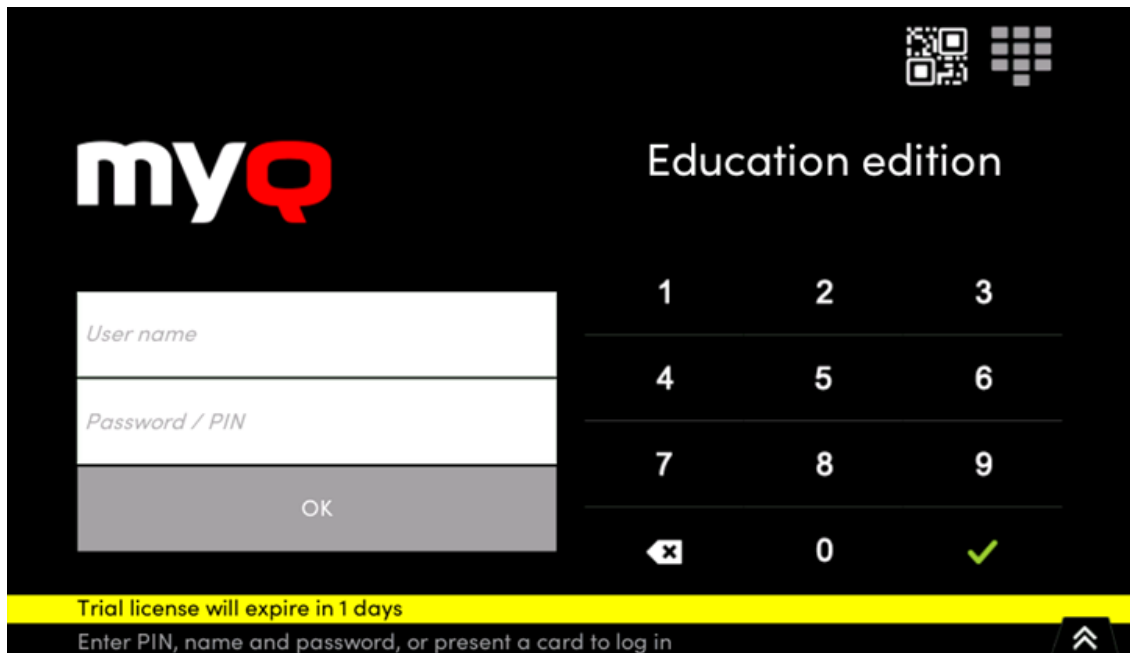 myQ
Education edition
User name
Password / PIN
OK
1 2 3
4 5 6
7 8 9
0
Trial license will expire in 1 days
Enter PIN, name and password, or present a card to log in